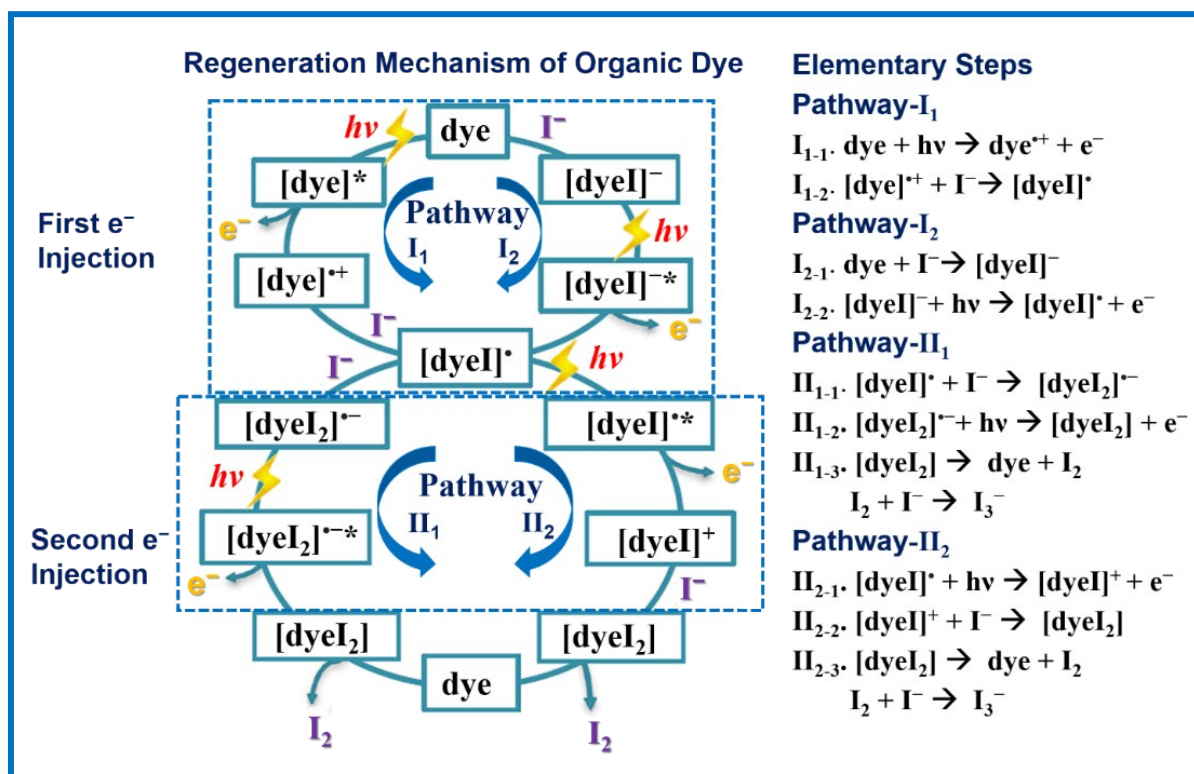 Regeneration Mechanism of Organic Dye
hν
dye
I⁻
[dye]*
[dyeI]⁻
First e⁻
Injection
e⁻
Pathway
I₁
I₂
hν
[dye]•⁺
[dyeI]⁻*
I⁻
e⁻
I⁻
[dyeI]•
hν
[dyeI₂]•⁻
[dyeI]•*
hν
Pathway
II₁
II₂
e⁻
Second e⁻
Injection
[dyeI₂]•⁻*
[dyeI]⁺
e⁻
I⁻
[dyeI₂]
[dyeI₂]
dye
I₂
I₂
Elementary Steps
Pathway-I₁
I₁₋₁. dye + hν → dye•⁺ + e⁻
I₁₋₂. [dye]•⁺ + I⁻ → [dyeI]•
Pathway-I₂
I₂₋₁. dye + I⁻ → [dyeI]⁻
I₂₋₂. [dyeI]⁻ + hν → [dyeI]• + e⁻
Pathway-II₁
II₁₋₁. [dyeI]• + I⁻ → [dyeI₂]•⁻
II₁₋₂. [dyeI₂]•⁻ + hν → [dyeI₂] + e⁻
II₁₋₃. [dyeI₂] → dye + I₂
I₂ + I⁻ → I₃⁻
Pathway-II₂
II₂₋₁. [dyeI]• + hν → [dyeI]⁺ + e⁻
II₂₋₂. [dyeI]⁺ + I⁻ → [dyeI₂]
II₂₋₃. [dyeI₂] → dye + I₂
I₂ + I⁻ → I₃⁻